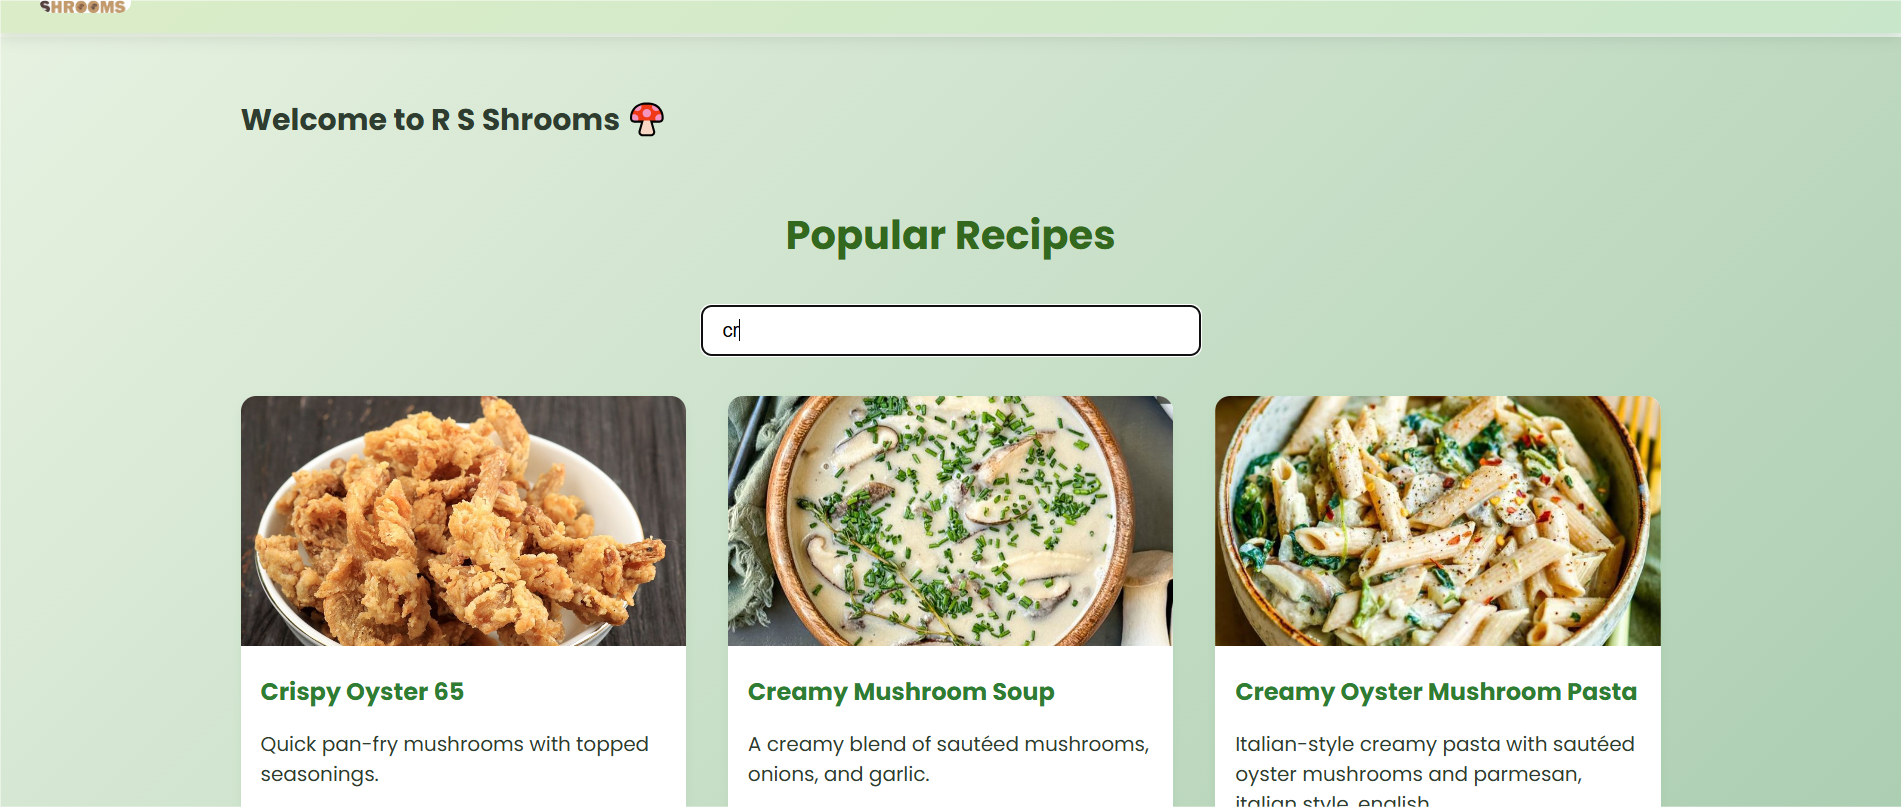 SHROOMS
Welcome to R S Shrooms
Popular Recipes
cr
Crispy Oyster 65
Creamy Mushroom Soup
Creamy Oyster Mushroom Pasta
Quick pan-fry mushrooms with topped
seasonings.
A creamy blend of sautéed mushrooms,
onions, and garlic.
Italian-style creamy pasta with sautéed
oyster mushrooms and parmesan,
italian style, english